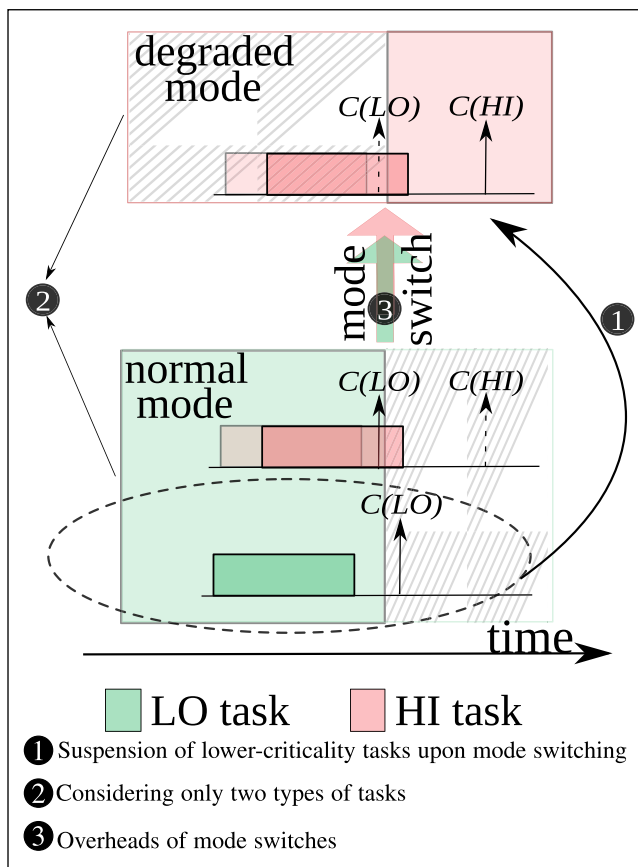 degraded
mode
C(LO)
C(HI)
2
mode
switch
3
1
normal
mode
C(LO)
C(HI)
C(LO)
time
LO task
HI task
1 Suspension of lower-criticality tasks upon mode switching
2 Considering only two types of tasks
3 Overheads of mode switches